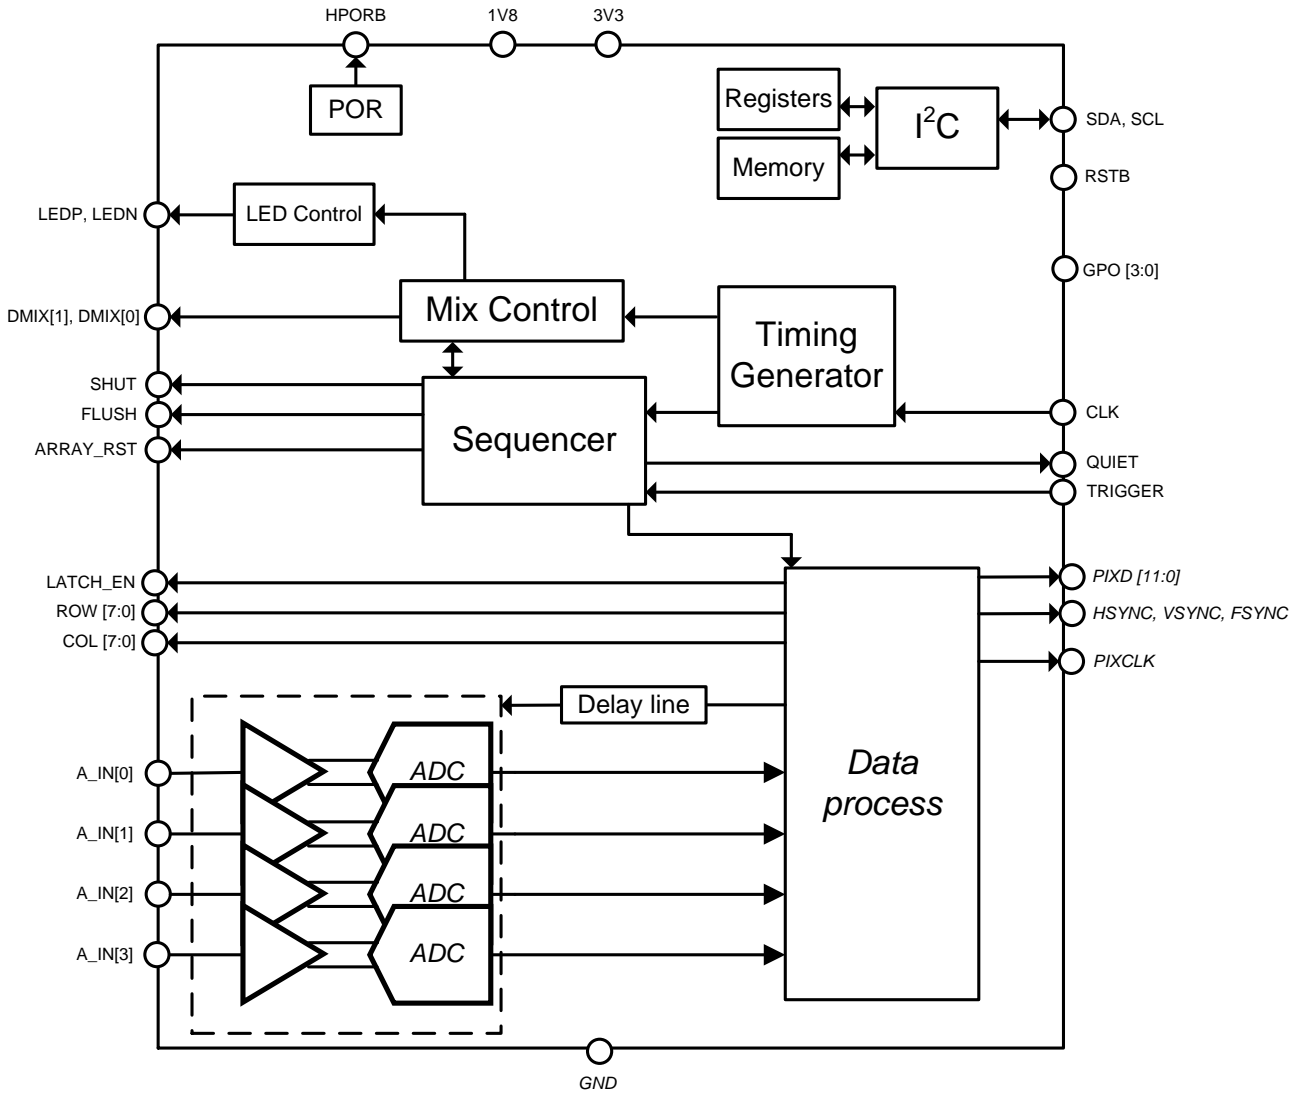 HPORB
1V8
3V3
POR
Registers
Memory
I²C
SDA, SCL
RSTB
LEDP, LEDN
LED Control
GPO [3:0]
DMIX[1], DMIX[0]
Mix Control
Timing
Generator
SHUT
FLUSH
ARRAY_RST
Sequencer
CLK
QUIET
TRIGGER
LATCH_EN
ROW [7:0]
COL [7:0]
PIXD [11:0]
HSYNC, VSYNC, FSYNC
PIXCLK
Delay line
Data
process
A_IN[0]
ADC
A_IN[1]
ADC
A_IN[2]
ADC
A_IN[3]
ADC
GND